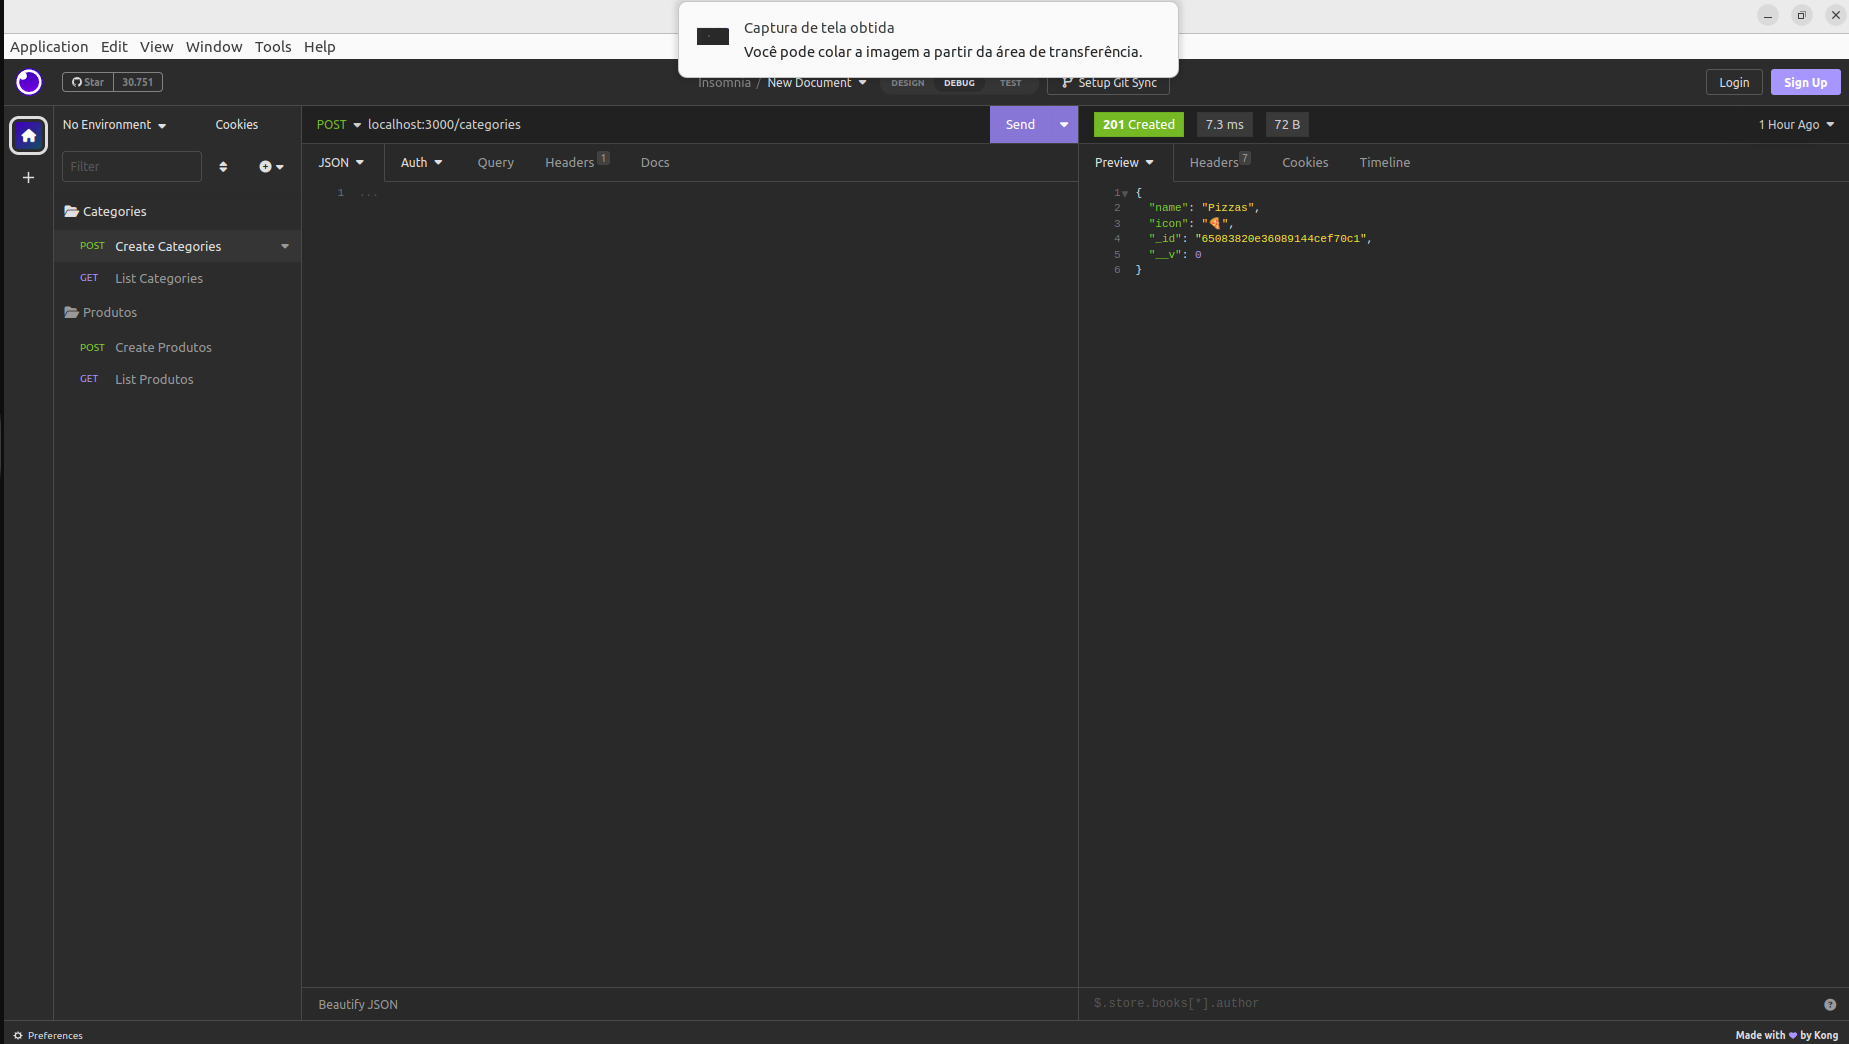 Captura de tela obtida
Você pode colar a imagem a partir da área de transferência.
Application Edit View Window Tools Help
Star 30.751
Insomnia / New Document
DESIGN DEBUG TEST
Setup Git Sync
Login Sign Up
No Environment Cookies
Filter
Categories
POST Create Categories
GET List Categories
Produtos
POST Create Produtos
GET List Produtos
POST localhost:3000/categories Send
JSON Auth Query Headers 1 Docs
1 ...
Beautify JSON
201 Created 7.3 ms 72 B 1 Hour Ago
Preview Headers 7 Cookies Timeline
1 {
2 "name": "Pizzas",
3 "icon": "🍕",
4 "_id": "65083820e36089144cef70c1",
5 "__v": 0
6 }
$.store.books[*].author ?
Preferences
Made with ❤ by Kong